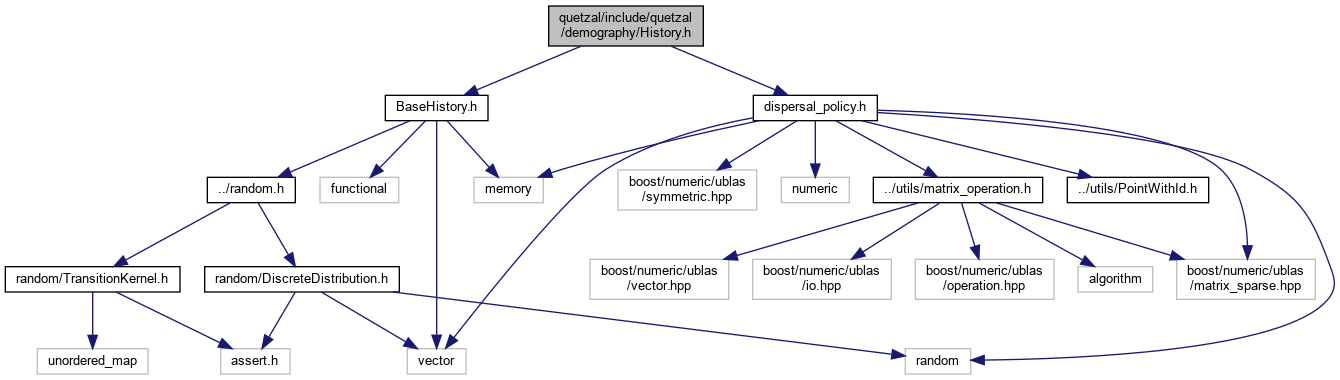 quetzal/include/quetzal
/demography/History.h
BaseHistory.h
dispersal_policy.h
../random.h
functional
memory
boost/numeric/ublas
/symmetric.hpp
numeric
../utils/matrix_operation.h
../utils/PointWithId.h
random/TransitionKernel.h
random/DiscreteDistribution.h
boost/numeric/ublas
/vector.hpp
boost/numeric/ublas
/io.hpp
boost/numeric/ublas
/operation.hpp
algorithm
boost/numeric/ublas
/matrix_sparse.hpp
unordered_map
assert.h
vector
random